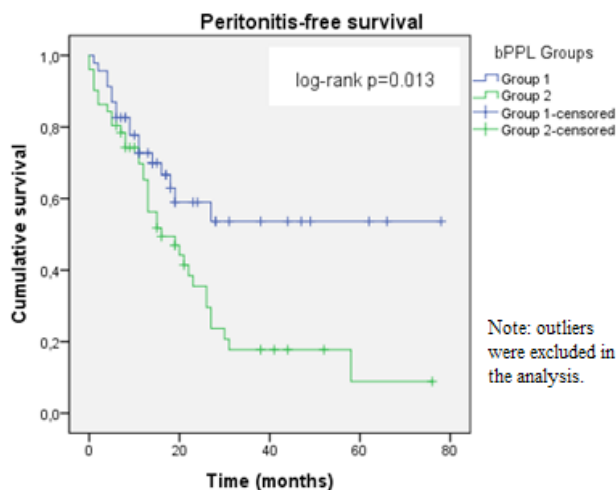 Peritonitis-free survival
bPPL Groups
Group 1
Group 2
Group 1-censored
Group 2-censored
log-rank p=0.013
Cumulative survival
1,0
0,8
0,6
0,4
0,2
0,0
0 20 40 60 80
Time (months)
Note: outliers
were excluded in
the analysis.